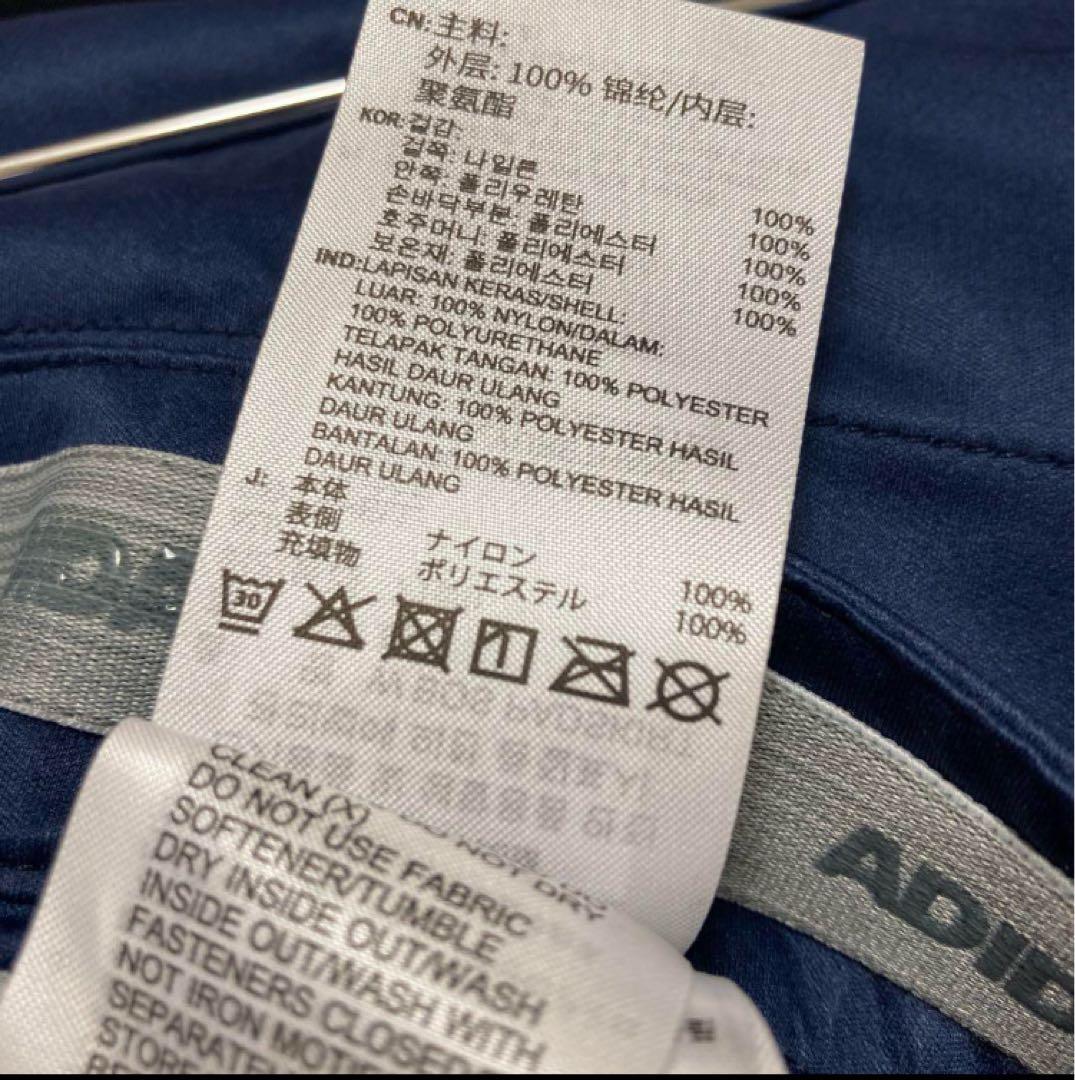 CN: 主料:
外层: 100% 锦纶/内层:
聚氨酯
KOR: 겉감:
겉쪽: 나일론 100%
안쪽: 폴리우레탄 100%
손바닥부분: 폴리에스터 100%
호주머니: 폴리에스터 100%
보온재: 폴리에스터 100%
IND: LAPISAN KERAS/SHELL:
LUAR: 100% NYLON/DALAM:
100% POLYURETHANE
TELAPAK TANGAN: 100% POLYESTER
HASIL DAUR ULANG
KANTUNG: 100% POLYESTER HASIL
DAUR ULANG
BANTALAN: 100% POLYESTER HASIL
DAUR ULANG
J: 本体
表側 ナイロン 100%
充填物 ポリエステル 100%
30
CLEAN (X) DO NOT DRY
DO NOT USE FABRIC
SOFTENER/TUMBLE
DRY INSIDE OUT/WASH
INSIDE OUT/WASH WITH
FASTENERS CLOSED
NOT IRON
SEPARATE
STORE
ADID